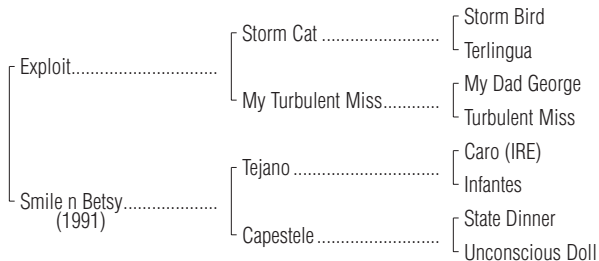 Storm Bird
Storm Cat ......................
Terlingua
Exploit...........................
My Dad George
My Turbulent Miss...........
Turbulent Miss
Caro (IRE)
Tejano ...........................
Infantes
Smile n Betsy.................
(1991)
State Dinner
Capestele ......................
Unconscious Doll